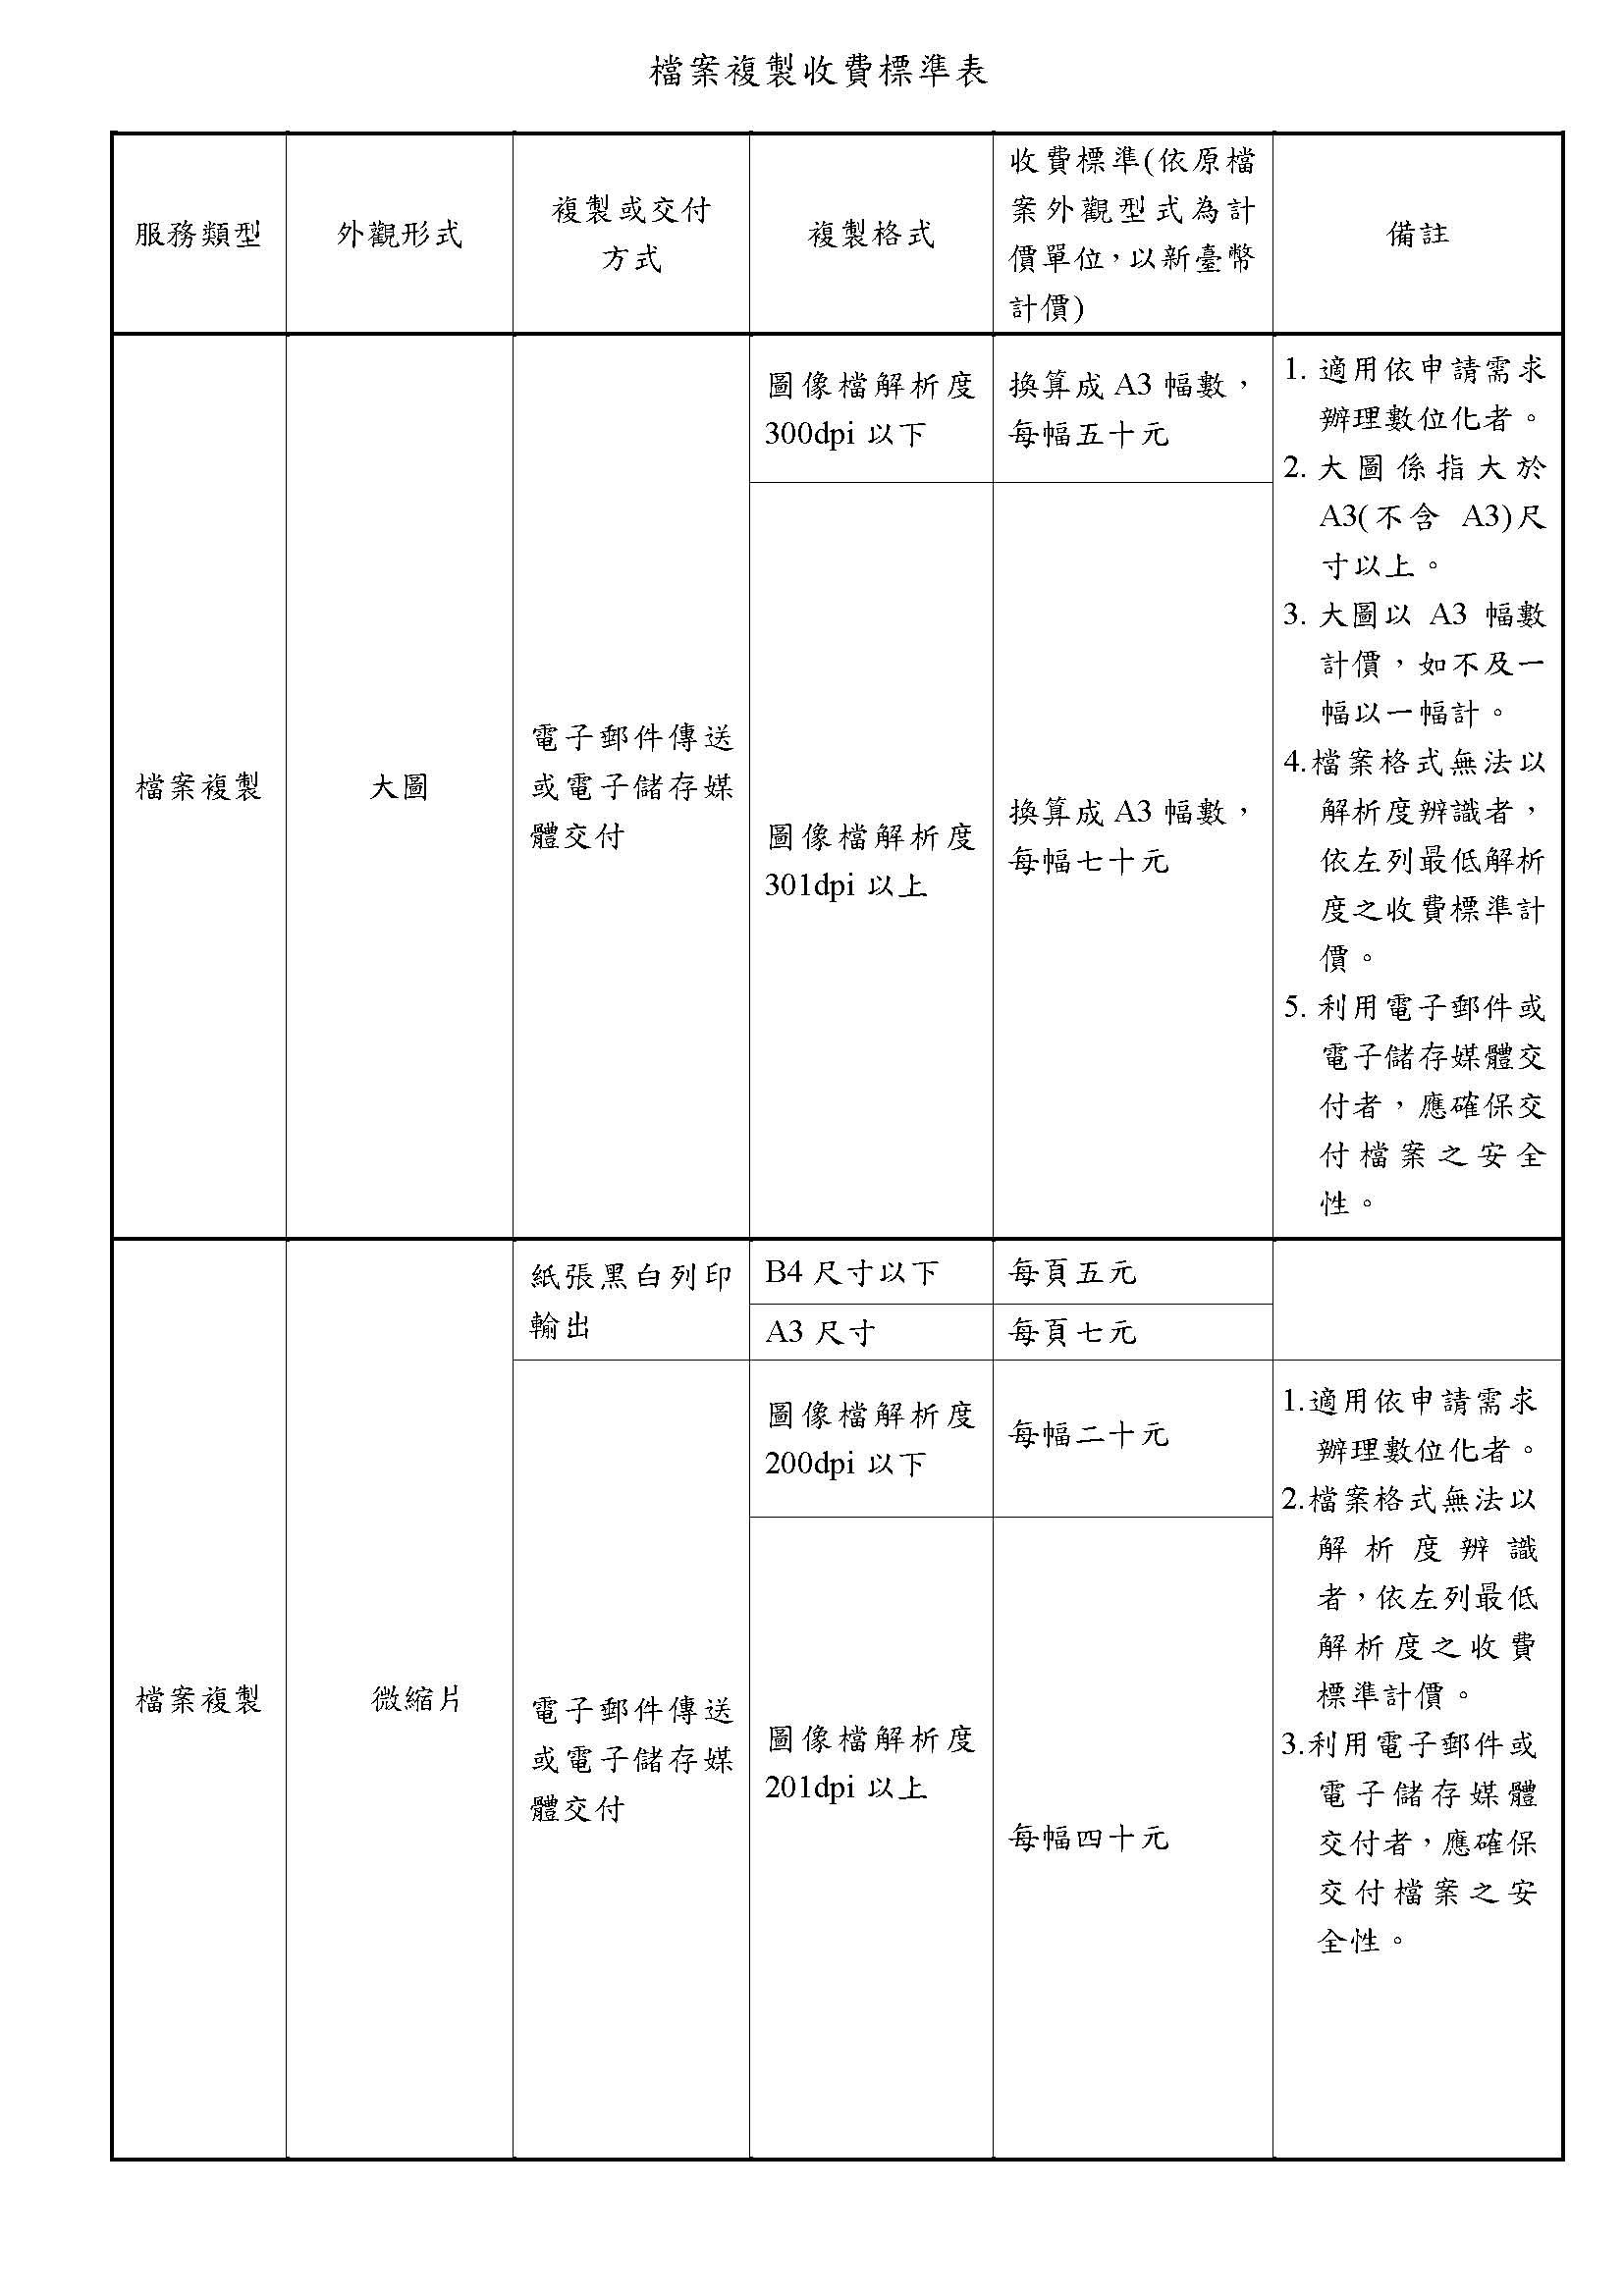 檔案複製收費標準表
服務類型
外觀形式
複製或交付
方式
複製格式
收費標準(依原檔
案外觀型式為計
價單位，以新臺幣
計價)
備註
檔案複製
大圖
電子郵件傳送
或電子儲存媒
體交付
圖像檔解析度
300dpi 以下
換算成 A3 幅數，
每幅五十元
圖像檔解析度
301dpi 以上
換算成 A3 幅數，
每幅七十元
1. 適用依申請需求
辦理數位化者。
2. 大圖係指大於
A3(不含 A3)尺
寸以上。
3. 大圖以 A3 幅數
計價，如不及一
幅以一幅計。
4.檔案格式無法以
解析度辨識者，
依左列最低解析
度之收費標準計
價。
5. 利用電子郵件或
電子儲存媒體交
付者，應確保交
付檔案之安全
性。
檔案複製
微縮片
紙張黑白列印
輸出
B4 尺寸以下
每頁五元
A3 尺寸
每頁七元
電子郵件傳送
或電子儲存媒
體交付
圖像檔解析度
200dpi 以下
每幅二十元
圖像檔解析度
201dpi 以上
每幅四十元
1.適用依申請需求
辦理數位化者。
2.檔案格式無法以
解析度辨識
者，依左列最低
解析度之收費
標準計價。
3.利用電子郵件或
電子儲存媒體
交付者，應確保
交付檔案之安
全性。